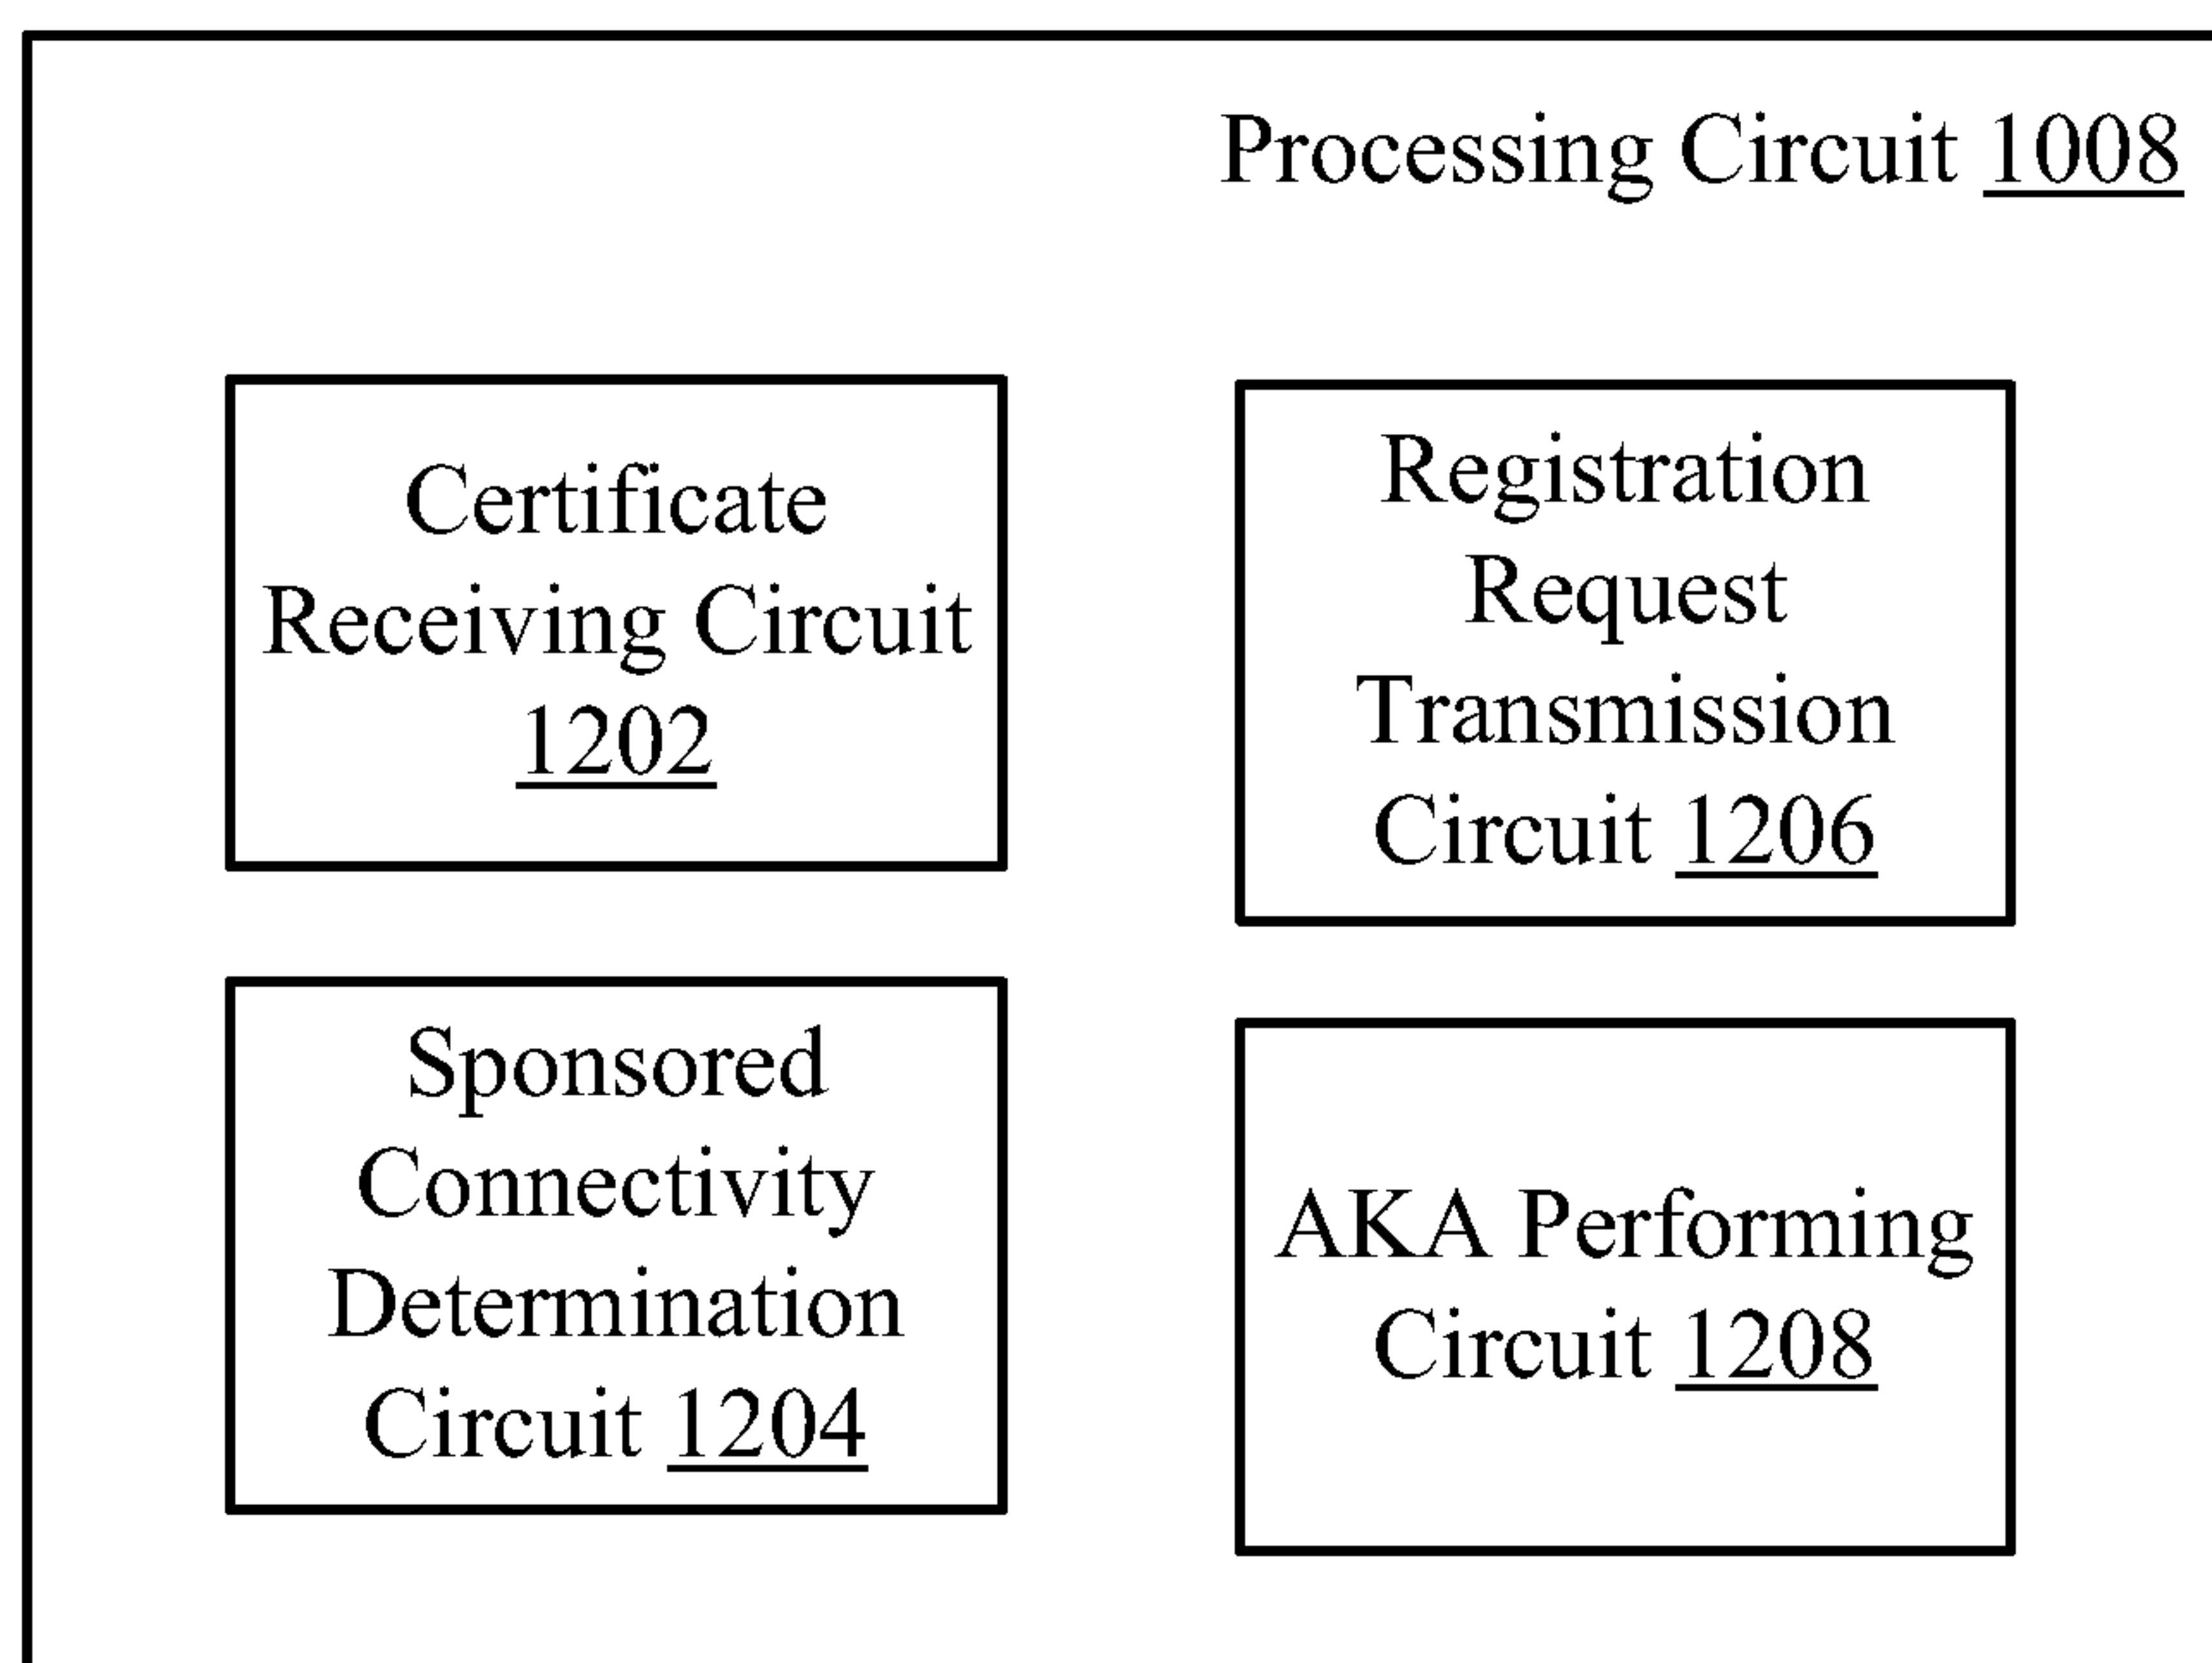 Processing Circuit 1008
Certificate
Receiving Circuit
1202
Registration
Request
Transmission
Circuit 1206
Sponsored
Connectivity
Determination
Circuit 1204
AKA Performing
Circuit 1208